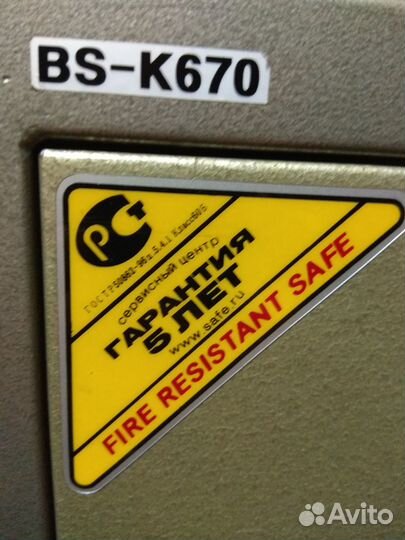 BS-K670
РСТ
ГОСТ Р 50862-96 п.5.4.1 Класс 60Б
сервисный центр
ГАРАНТИЯ
5 ЛЕТ
www.safe.ru
FIRE RESISTANT SAFE
Avito